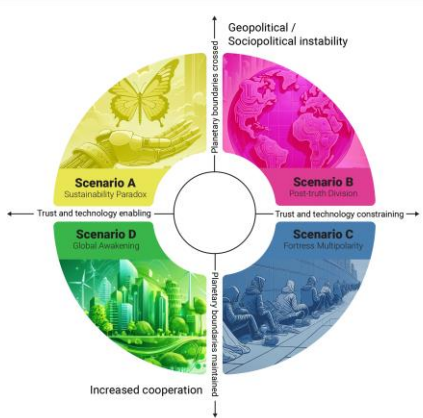 Geopolitical /
Sociopolitical instability
Planetary boundaries crossed
Scenario A
Sustainability Paradox
Scenario B
Post-truth Division
Trust and technology enabling
Trust and technology constraining
Scenario D
Global Awakening
Scenario C
Fortress Multipolarity
Planetary boundaries maintained
Increased cooperation